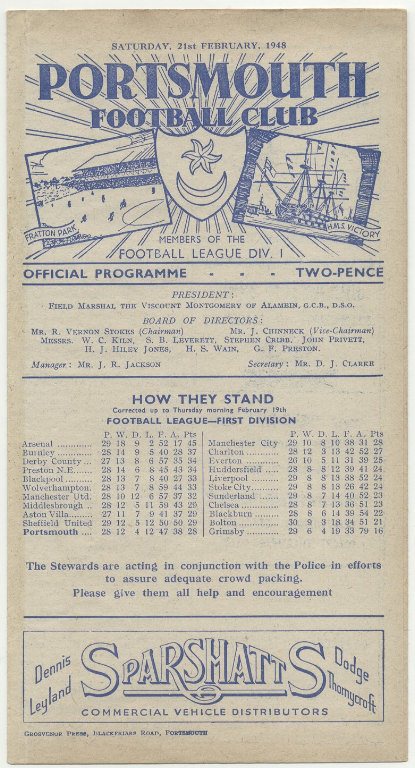 SATURDAY, 21st FEBRUARY, 1948
PORTSMOUTH
FOOTBALL CLUB
FRATTON PARK
H.M.S. VICTORY
MEMBERS OF THE
FOOTBALL LEAGUE DIV. 1
OFFICIAL PROGRAMME - - - TWO-PENCE
PRESIDENT:
FIELD MARSHAL THE VISCOUNT MONTGOMERY OF ALAMEIN, G.C.B., D.S.O.
BOARD OF DIRECTORS:
MR. R. VERNON STOKES (Chairman) MR. J. CHINNECK (Vice-Chairman)
MESSRS. W. C. KILN, S. B. LEVERETT, STEPHEN CRIBB, JOHN PRIVETT,
H. J. HILEY JONES, H. S. WAIN, G. F. PRESTON.
Manager: MR. J. R. JACKSON Secretary: MR. D. J. CLARKE
HOW THEY STAND
Corrected up to Thursday morning February 19th
FOOTBALL LEAGUE—FIRST DIVISION
P. W. D. L. F. A. Pts
Arsenal ............ 29 18 9 2 52 17 45
Burnley ............ 28 14 9 5 40 28 37
Derby County .. 27 13 8 6 57 35 34
Preston N.E. ..... 28 14 6 8 45 43 34
Blackpool .......... 28 13 7 8 40 27 33
Wolverhampton. 28 13 7 8 59 44 33
Manchester Utd. 28 10 12 6 57 37 32
Middlesbrough .. 28 12 5 11 59 43 29
Aston Villa ........ 27 11 7 9 41 37 29
Sheffield United 29 12 5 12 50 50 29
Portsmouth .... 28 12 4 12 47 38 28
P. W. D. L. F. A. Pts
Manchester City 29 10 8 10 38 31 28
Charlton ............ 28 12 3 13 42 52 27
Everton ............. 26 10 5 11 31 39 25
Huddersfield ..... 28 8 8 12 39 41 24
Liverpool .......... 29 8 8 13 38 52 24
Stoke City ......... 29 8 8 13 26 42 24
Sunderland ....... 28 9 7 14 40 52 23
Chelsea ............. 28 8 7 13 36 51 23
Blackburn ......... 28 8 6 14 39 54 22
Bolton .............. 30 9 3 18 34 51 21
Grimsby ........... 29 6 4 19 33 79 16
The Stewards are acting in conjunction with the Police in efforts
to assure adequate crowd packing.
Please give them all help and encouragement
Dennis
Leyland
SPARSHATTS
Dodge
Thornycroft
COMMERCIAL VEHICLE DISTRIBUTORS
GROSVENOR PRESS, BLACKFRIARS ROAD, PORTSMOUTH